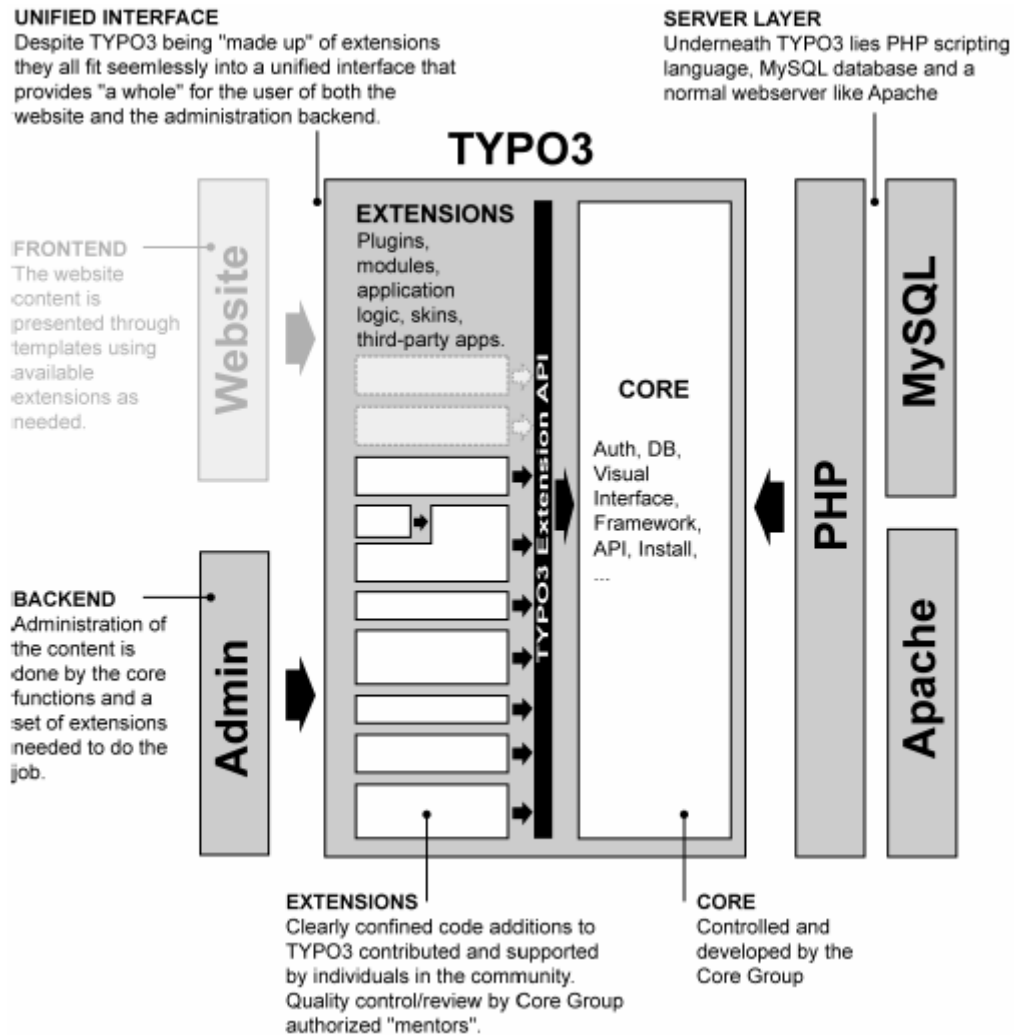 UNIFIED INTERFACE
Despite TYPO3 being "made up" of extensions
they all fit seemlessly into a unified interface that
provides "a whole" for the user of both the
website and the administration backend.
SERVER LAYER
Underneath TYPO3 lies PHP scripting
language, MySQL database and a
normal webserver like Apache
TYPO3
FRONTEND
The website
content is
presented through
templates using
available
extensions as
needed.
Website
BACKEND
Administration of
the content is
done by the core
functions and a
set of extensions
needed to do the
job.
Admin
EXTENSIONS
Plugins,
modules,
application
logic, skins,
third-party apps.
TYPO3 Extension API
CORE
Auth, DB,
Visual
Interface,
Framework,
API, Install,
...
PHP
MySQL
Apache
EXTENSIONS
Clearly confined code additions to
TYPO3 contributed and supported
by individuals in the community.
Quality control/review by Core Group
authorized "mentors".
CORE
Controlled and
developed by the
Core Group